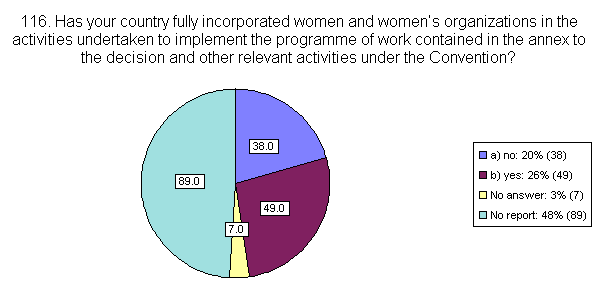 116. Has your country fully incorporated women and women's organizations in the
activities undertaken to implement the programme of work contained in the annex to
the decision and other relevant activities under the Convention?
38.0
89.0
49.0
7.0
a) no: 20% (38)
b) yes: 26% (49)
No answer: 3% (7)
No report: 48% (89)